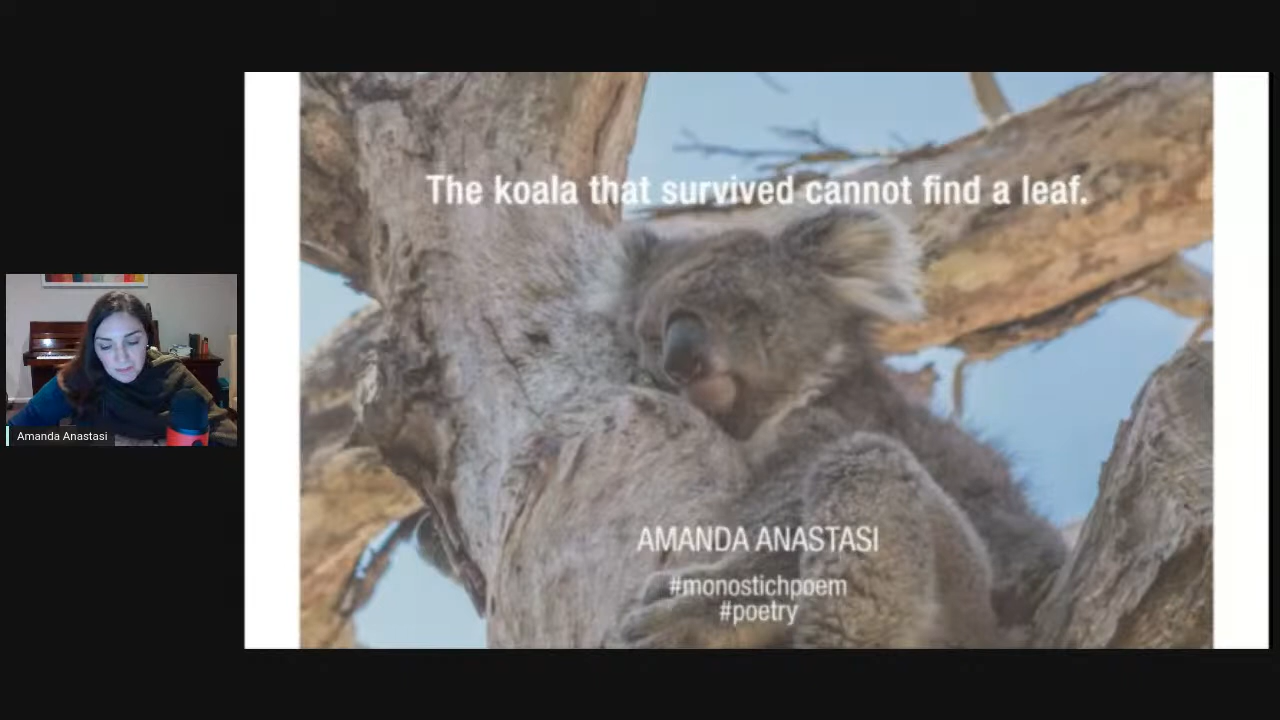 The koala that survived cannot find a leaf.
AMANDA ANASTASI
#monostichpoem
#poetry
Amanda Anastasi